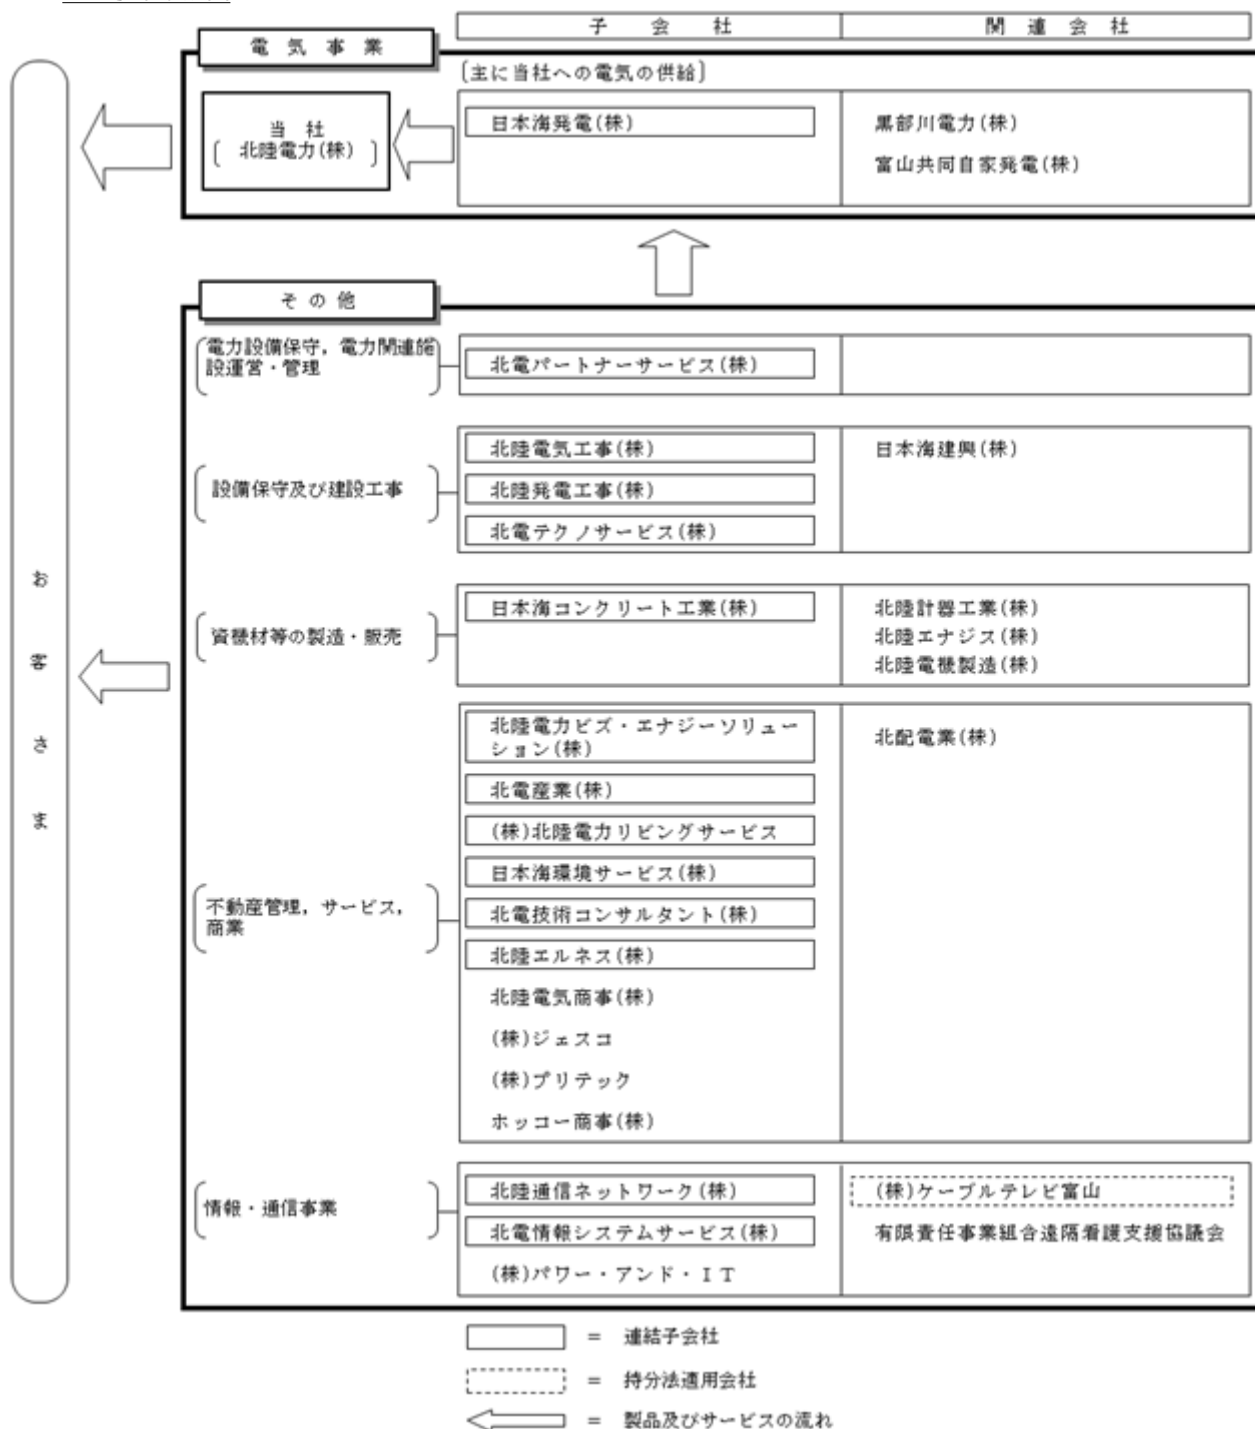 子会社
関連会社
電気事業
〔主に当社への電気の供給〕
当社
〔 北陸電力(株) 〕
日本海発電(株)
黒部川電力(株)
富山共同自家発電(株)
その他
電力設備保守，電力関連施
設運営・管理
北電パートナーサービス(株)
設備保守及び建設工事
北陸電気工事(株)
北陸発電工事(株)
北電テクノサービス(株)
日本海建興(株)
資機材等の製造・販売
日本海コンクリート工業(株)
北陸計器工業(株)
北陸エナジス(株)
北陸電機製造(株)
不動産管理，サービス，
商業
北陸電力ビズ・エナジーソリュー
ション(株)
北電産業(株)
(株)北陸電力リビングサービス
日本海環境サービス(株)
北電技術コンサルタント(株)
北陸エルネス(株)
北陸電気商事(株)
(株)ジェスコ
(株)プリテック
ホッコー商事(株)
北配電業(株)
情報・通信事業
北陸通信ネットワーク(株)
北電情報システムサービス(株)
(株)パワー・アンド・ＩＴ
(株)ケーブルテレビ富山
有限責任事業組合遠隔看護支援協議会
お客さま
＝ 連結子会社
＝ 持分法適用会社
＝ 製品及びサービスの流れ